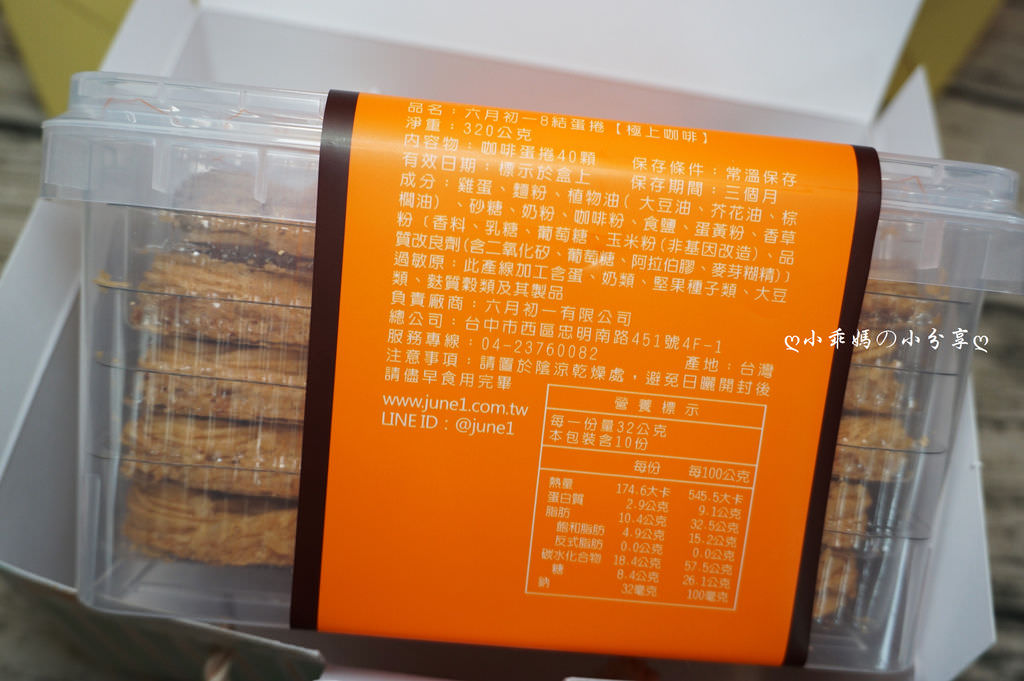 品名：六月初一8結蛋捲【極上咖啡】
淨重：320公克
內容物：咖啡蛋捲40顆　保存條件：常溫保存
有效日期：標示於盒上　保存期間：三個月
成分：雞蛋、麵粉、植物油(大豆油、芥花油、棕
櫚油)、砂糖、奶粉、咖啡粉、食鹽、蛋黃粉、香草
粉〔香料、乳糖、葡萄糖、玉米粉(非基因改造)、品
質改良劑(含二氧化矽、葡萄糖、阿拉伯膠、麥芽糊精)〕
過敏原：此產線加工含蛋、奶類、堅果種子類、大豆
類、麩質穀類及其製品
負責廠商：六月初一有限公司
總公司：台中市西區忠明南路451號4F-1
服務專線：04-23760082　產地：台灣
注意事項：請置於陰涼乾燥處，避免日曬開封後
請儘早食用完畢
www.june1.com.tw
LINE ID：@june1
營養標示
每一份量32公克
本包裝含10份
每份　每100公克
熱量　174.6大卡　545.5大卡
蛋白質　2.9公克　9.1公克
脂肪　10.4公克　32.5公克
飽和脂肪　4.9公克　15.2公克
反式脂肪　0.0公克　0.0公克
碳水化合物　18.4公克　57.5公克
糖　8.4公克　26.1公克
鈉　32毫克　100毫克
ღ小乖媽の小分享ღ